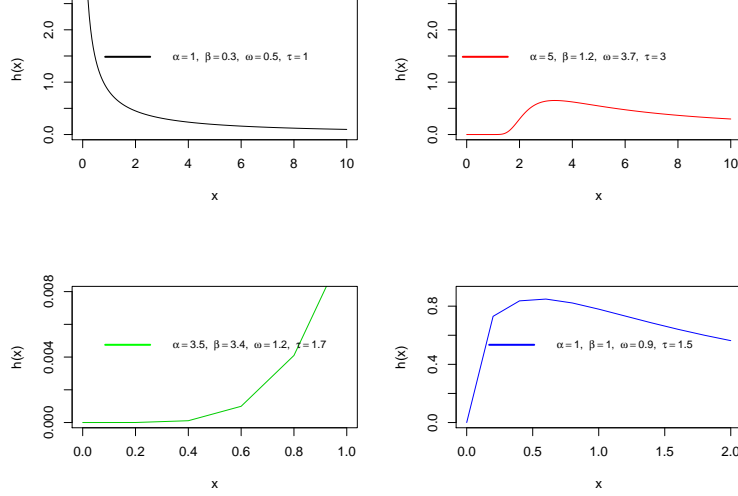 2.0
1.0
0.0
h(x)
α = 1, β = 0.3, ω = 0.5, τ = 1
0 2 4 6 8 10
x
2.0
1.0
0.0
h(x)
α = 5, β = 1.2, ω = 3.7, τ = 3
0 2 4 6 8 10
x
0.008
0.004
0.000
h(x)
α = 3.5, β = 3.4, ω = 1.2, τ = 1.7
0.0 0.2 0.4 0.6 0.8 1.0
x
0.8
0.4
0.0
h(x)
α = 1, β = 1, ω = 0.9, τ = 1.5
0.0 0.5 1.0 1.5 2.0
x